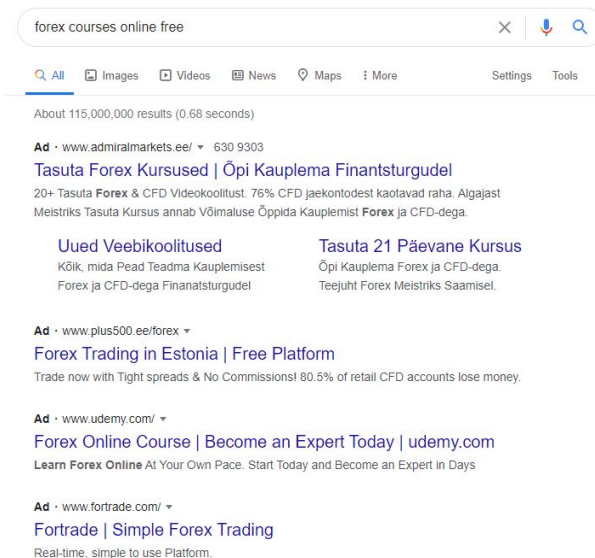 forex courses online free
All Images Videos News Maps More Settings Tools
About 115,000,000 results (0.68 seconds)
Ad · www.admiralmarkets.ee/ 630 9303
Tasuta Forex Kursused | Õpi Kauplema Finantsturgudel
20+ Tasuta Forex & CFD Videokoolitust. 76% CFD jaekontodest kaotavad raha. Algajast
Meistriks Tasuta Kursus annab Võimaluse Õppida Kauplemist Forex ja CFD-dega.
Uued Veebikoolitused
Kõik, mida Pead Teadma Kauplemisest
Forex ja CFD-dega Finanatsturgudel
Tasuta 21 Päevane Kursus
Õpi Kauplema Forex ja CFD-dega.
Teejuht Forex Meistriks Saamisel.
Ad · www.plus500.ee/forex
Forex Trading in Estonia | Free Platform
Trade now with Tight spreads & No Commissions! 80.5% of retail CFD accounts lose money.
Ad · www.udemy.com/
Forex Online Course | Become an Expert Today | udemy.com
Learn Forex Online At Your Own Pace. Start Today and Become an Expert in Days
Ad · www.fortrade.com/
Fortrade | Simple Forex Trading
Real-time, simple to use Platform.